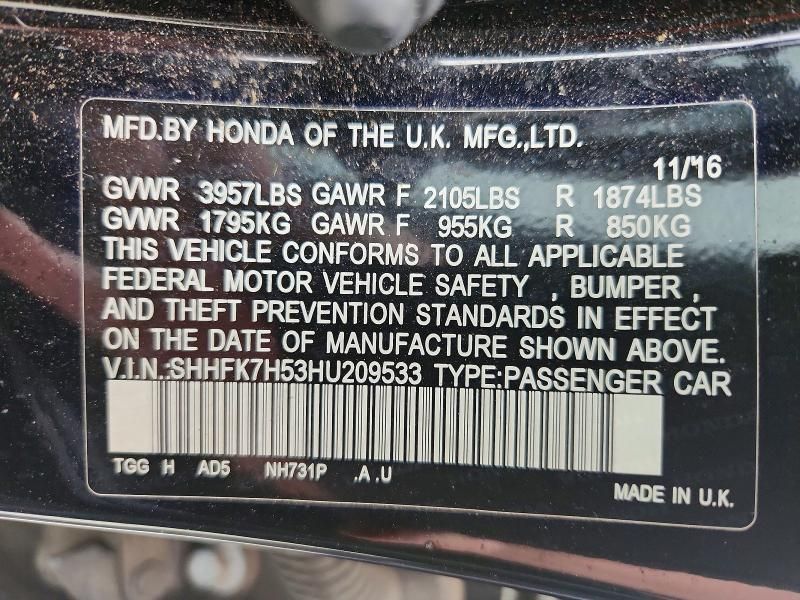 MFD.BY HONDA OF THE U.K. MFG.,LTD.
11/16
GVWR 3957LBS GAWR F 2105LBS R 1874LBS
GVWR 1795KG GAWR F 955KG R 850KG
THIS VEHICLE CONFORMS TO ALL APPLICABLE
FEDERAL MOTOR VEHICLE SAFETY , BUMPER ,
AND THEFT PREVENTION STANDARDS IN EFFECT
ON THE DATE OF MANUFACTURE SHOWN ABOVE.
V.I.N.:SHHFK7H53HU209533 TYPE:PASSENGER CAR
TGG H AD5 NH731P .A .U
MADE IN U.K.